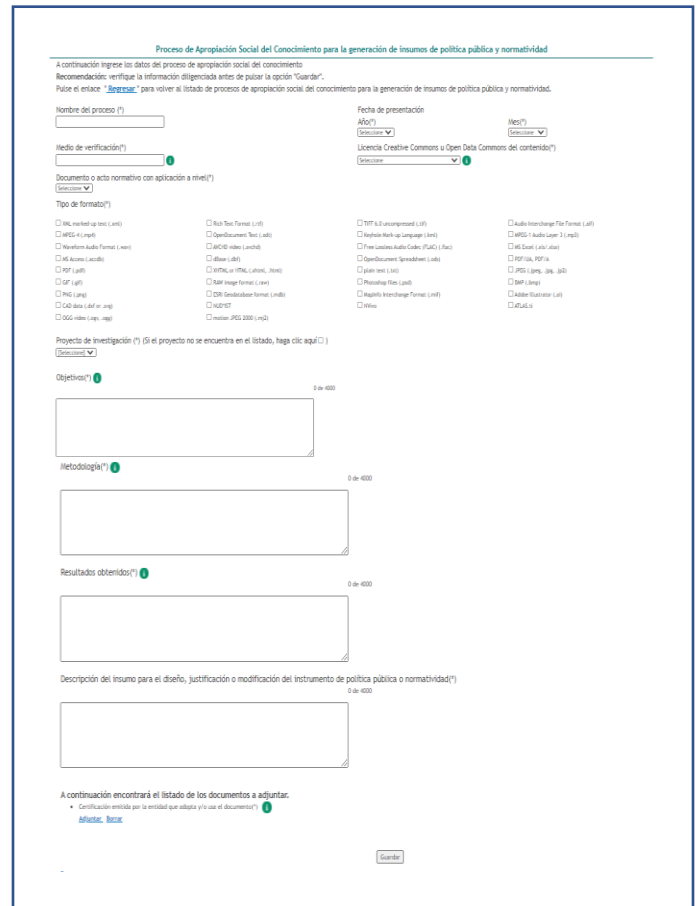 Proceso de Apropiación Social del Conocimiento para la generación de insumos de política pública y normatividad
A continuación ingrese los datos del proceso de apropiación social del conocimiento
Recomendación: verifique la información diligenciada antes de pulsar la opción "Guardar".
Pulse el enlace "Regresar" para volver al listado de procesos de apropiación social del conocimiento para la generación de insumos de política pública y normatividad.
Nombre del proceso (*)
Fecha de presentación
Año(*) Mes(*)
Seleccione Seleccione
Medio de verificación(*)
Licencia Creative Commons u Open Data Commons del contenido(*)
Seleccione
Documento o acto normativo con aplicación a nivel(*)
Seleccione
Tipo de formato(*)
XML marked-up text (.xml) Rich Text Format (.rtf) TIFF 6.0 uncompressed (.tif) Audio Interchange File Format (.aif)
MPEG-4 (.mp4) OpenDocument Text (.odt) Keyhole Mark-up Language (.kml) MPEG-1 Audio Layer 3 (.mp3)
Waveform Audio Format (.wav) AVCHD video (.avchd) Free Lossless Audio Codec (FLAC) (.flac) MS Excel (.xls/.xlsx)
MS Access (.accdb) dBase (.dbf) OpenDocument Spreadsheet (.ods) PDF/UA, PDF/A
PDF (.pdf) XHTML or HTML (.xhtml, .html) plain text (.txt) JPEG (.jpeg, .jpg, .jp2)
GIF (.gif) RAW image format (.raw) Photoshop files (.psd) BMP (.bmp)
PNG (.png) ESRI Geodatabase format (.mdb) MapInfo Interchange Format (.mif) Adobe Illustrator (.ai)
CAD data (.dxf or .svg) NUD*IST NVivo ATLAS.ti
OGG video (.ogv, .ogg) motion JPEG 2000 (.mj2)
Proyecto de investigación (*) (Si el proyecto no se encuentra en el listado, haga clic aquí )
[Seleccione]
Objetivos(*) i
0 de 4000
Metodología(*) i
0 de 4000
Resultados obtenidos(*) i
0 de 4000
Descripción del insumo para el diseño, justificación o modificación del instrumento de política pública o normatividad(*)
0 de 4000
A continuación encontrará el listado de los documentos a adjuntar.
• Certificación emitida por la entidad que adopta y/o usa el documento(*) i
Adjuntar Borrar
Guardar